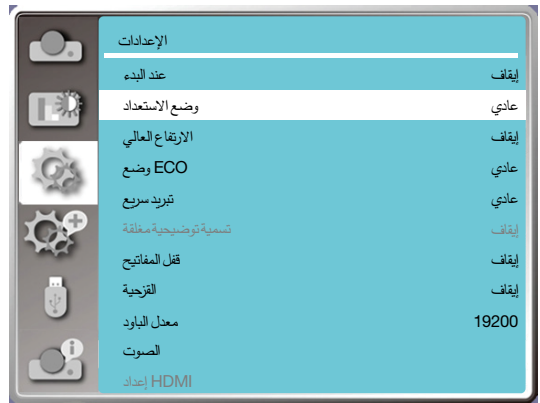 الإعدادات
عند البدء إيقاف
وضع الاستعداد عادي
الارتفاع العالي إيقاف
ECO وضع عادي
تبريد سريع عادي
تسمية توضيحية مغلقة إيقاف
قفل المفاتيح إيقاف
القزحية إيقاف
معدل الباود 19200
الصوت
HDMI إعداد